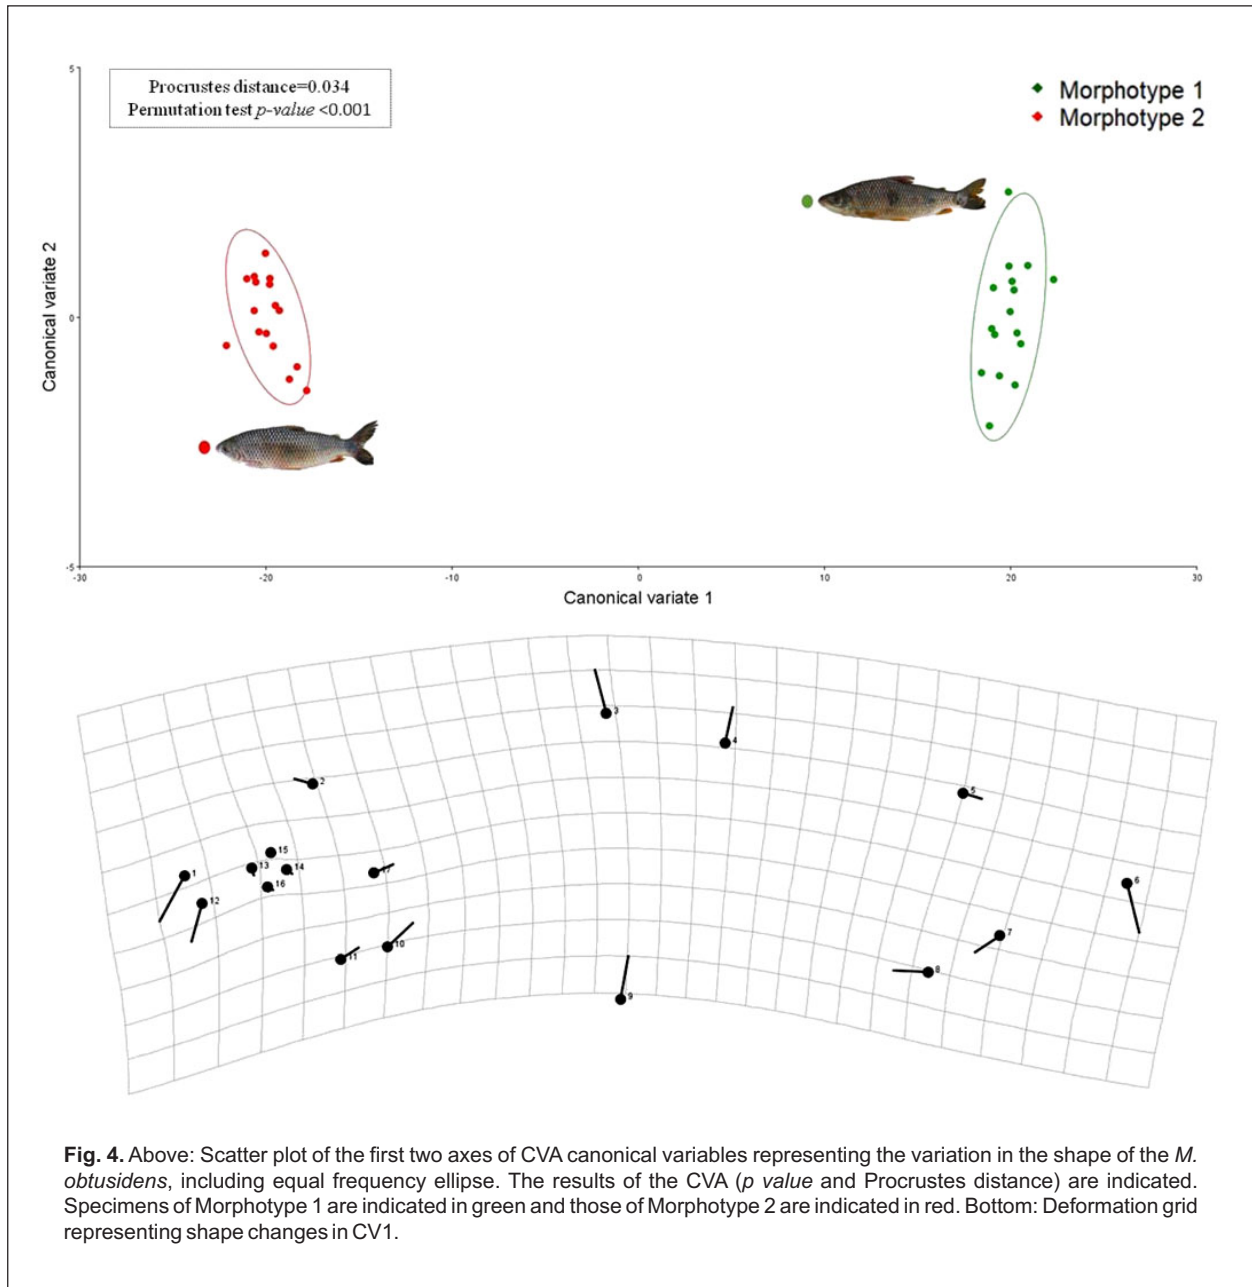 5
Procrustes distance=0.034
Permutation test p-value <0.001
Morphotype 1
Morphotype 2
Canonical variate 2
0
-5
-30
-20
-10
0
10
20
30
Canonical variate 1
3
4
2
5
15
1
13
14
17
16
6
12
7
10
11
8
9
Fig. 4. Above: Scatter plot of the first two axes of CVA canonical variables representing the variation in the shape of the M.
obtusidens, including equal frequency ellipse. The results of the CVA (p value and Procrustes distance) are indicated.
Specimens of Morphotype 1 are indicated in green and those of Morphotype 2 are indicated in red. Bottom: Deformation grid
representing shape changes in CV1.